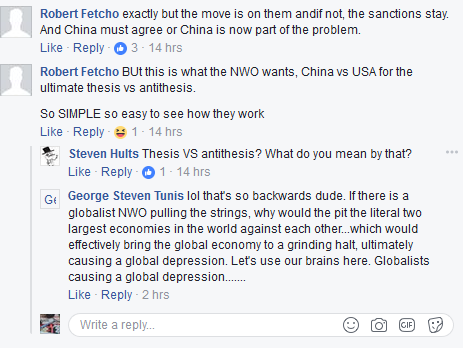 Robert Fetcho exactly but the move is on them andif not, the sanctions stay.
And China must agree or China is now part of the problem.
Like · Reply · 3 · 14 hrs
Robert Fetcho BUt this is what the NWO wants, China vs USA for the
ultimate thesis vs antithesis.
So SIMPLE so easy to see how they work
Like · Reply · 1 · 14 hrs
Steven Hults Thesis VS antithesis? What do you mean by that?
Like · Reply · 1 · 14 hrs
Ge
George Steven Tunis lol that's so backwards dude. If there is a
globalist NWO pulling the strings, why would the pit the literal two
largest economies in the world against each other...which would
effectively bring the global economy to a grinding halt, ultimately
causing a global depression. Let's use our brains here. Globalists
causing a global depression.......
Like · Reply · 2 hrs
Write a reply...
GIF